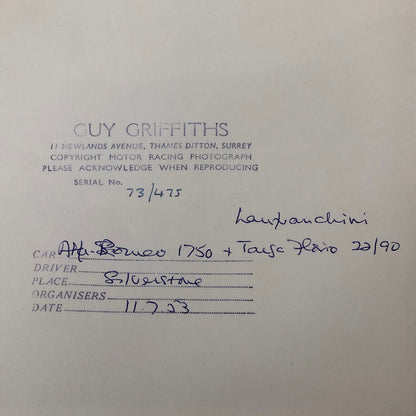 GUY GRIFFITHS
11 NEWLANDS AVENUE, THAMES DITTON, SURREY
COPYRIGHT MOTOR RACING PHOTOGRAPH
PLEASE ACKNOWLEDGE WHEN REPRODUCING
SERIAL No. 73/475
Lanfranchini
CAR Alfa-Romeo 1750 + Targa Florio 22/90
DRIVER
PLACE Silverstone
ORGANISERS
DATE 11.7.53